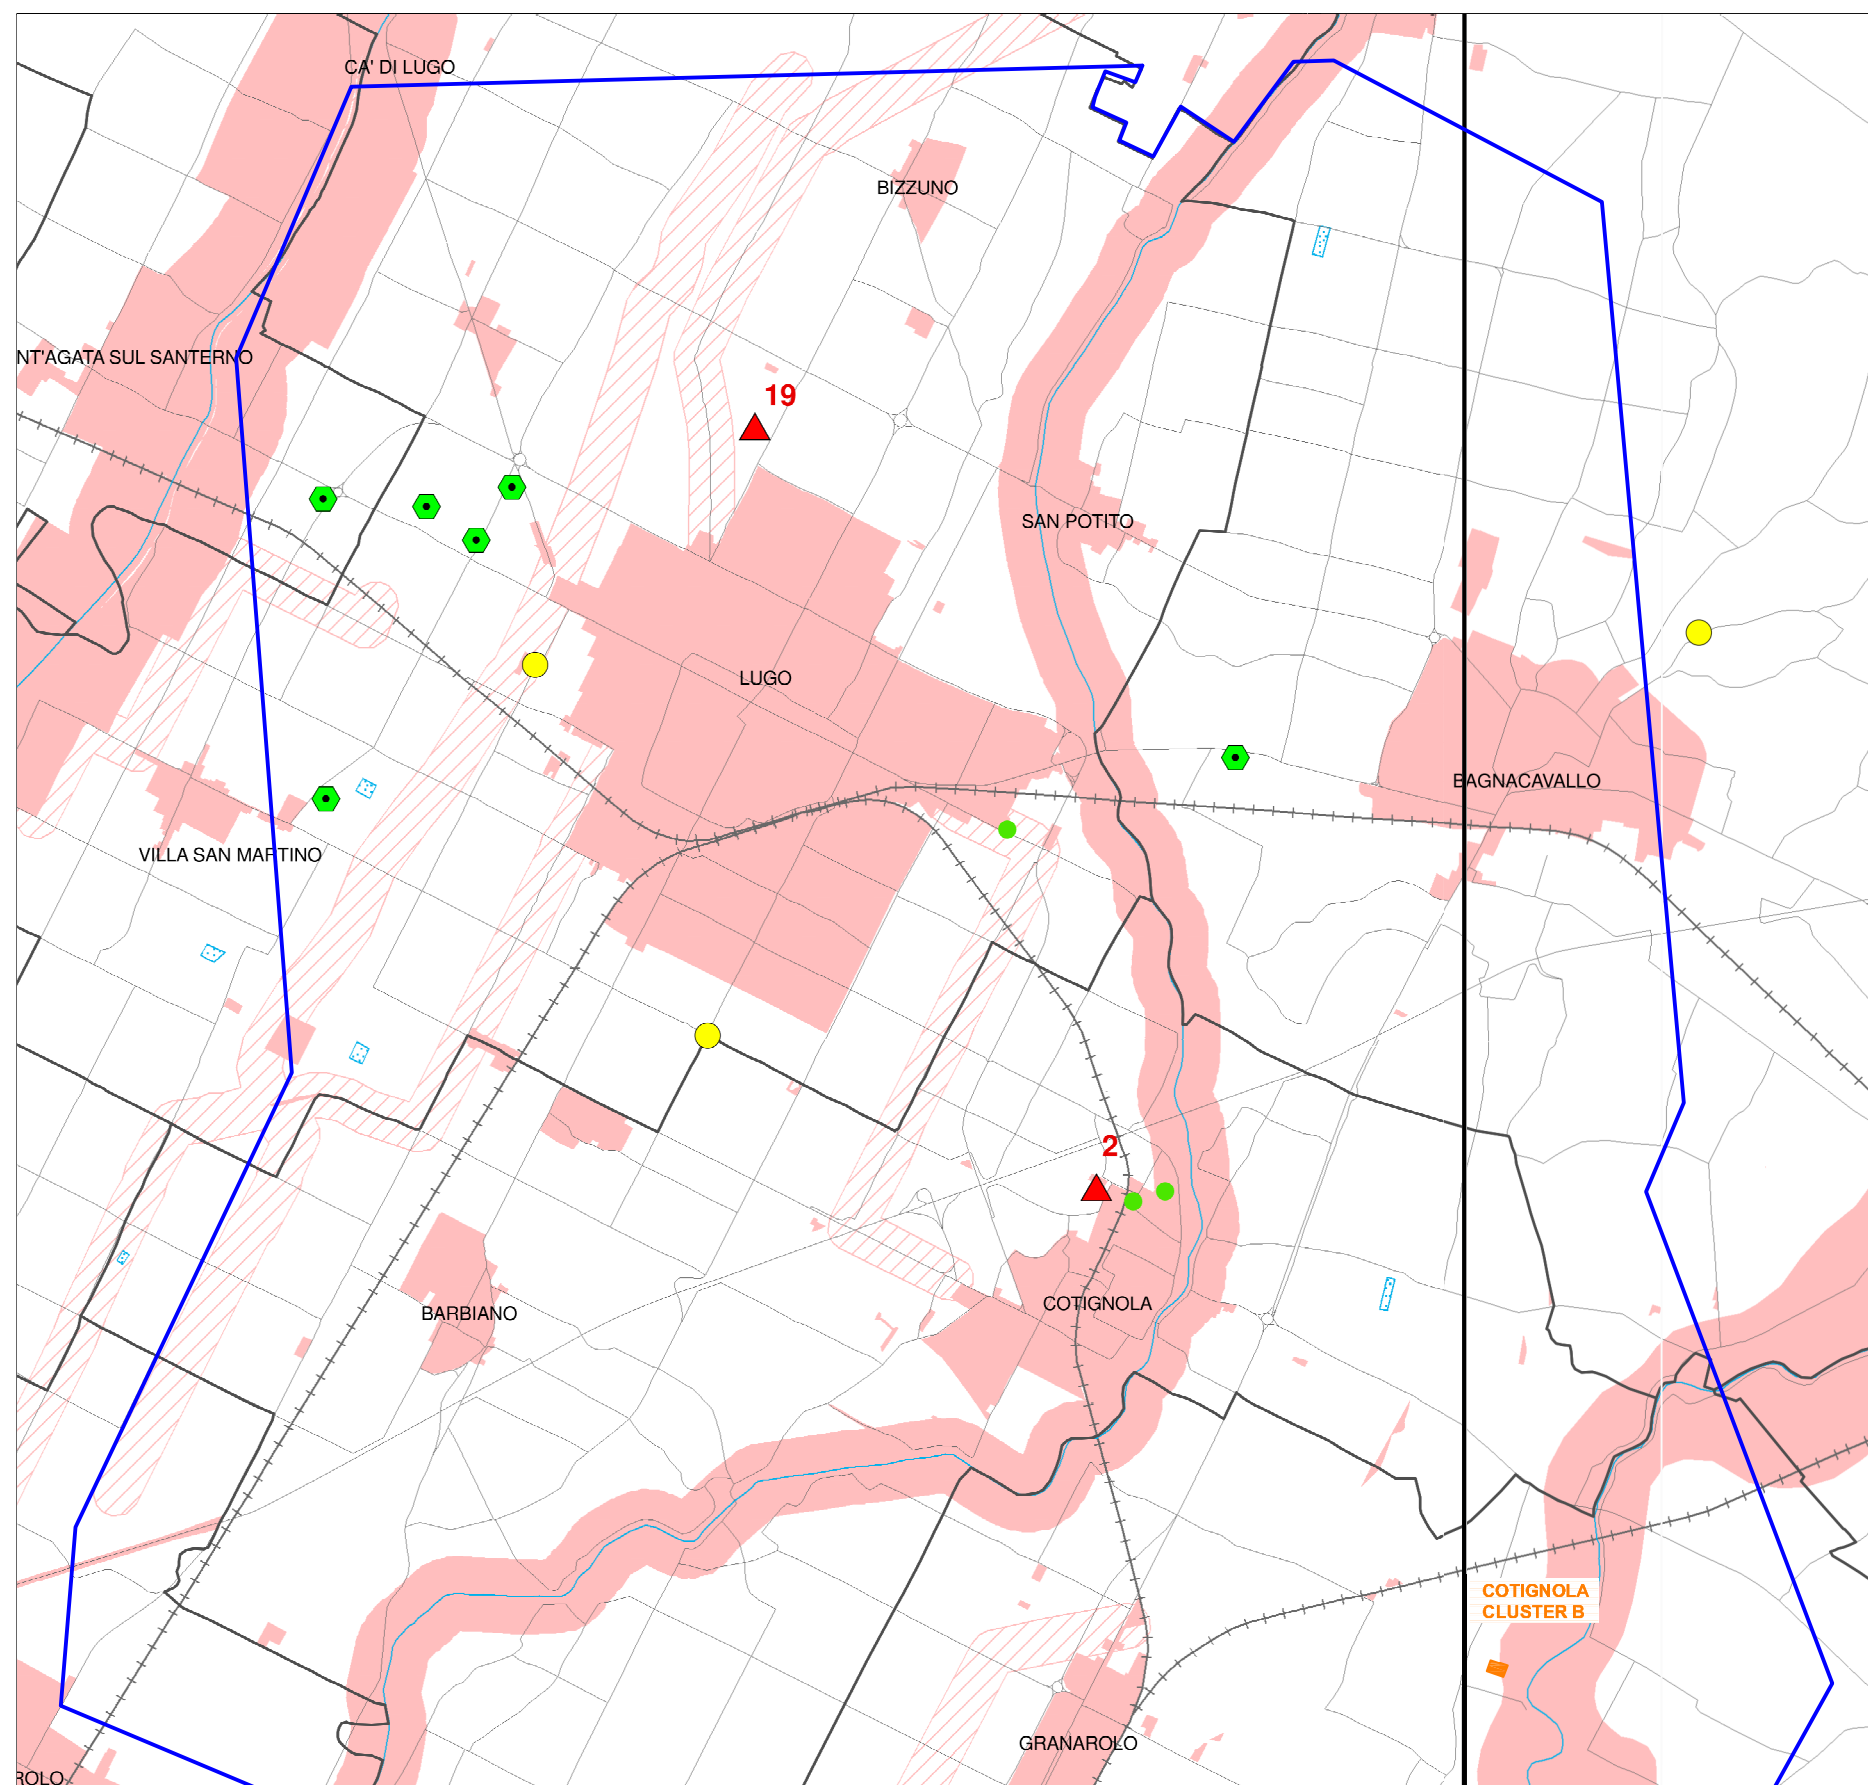 CA' DI LUGO
BIZZUNO
NT'AGATA SUL SANTERNO
19
SAN POTITO
LUGO
BAGNACAVALLO
VILLA SAN MARTINO
2
COTIGNOLA
BARBIANO
COTIGNOLA
CLUSTER B
GRANAROLO
ROLO